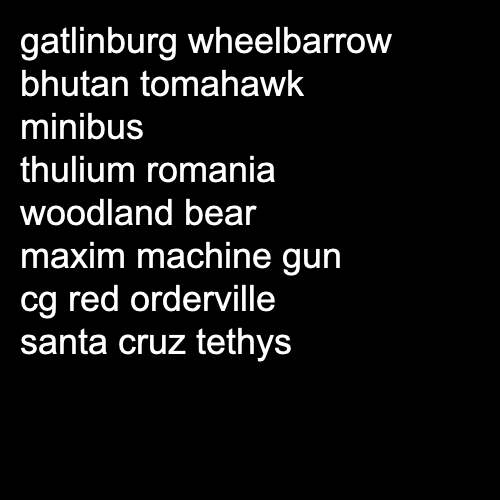 gatlinburg wheelbarrow
bhutan tomahawk
minibus
thulium romania
woodland bear
maxim machine gun
cg red orderville
santa cruz tethys